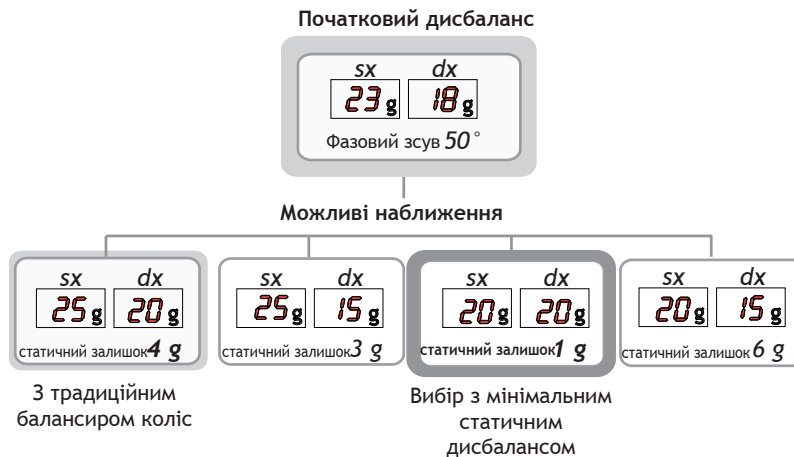 Початковий дисбаланс
sx dx
23 g 18 g
Фазовий зсув 50°
Можливі наближення
sx dx
25 g 20 g
статичний залишок 4 g
sx dx
25 g 15 g
статичний залишок 3 g
sx dx
20 g 20 g
статичний залишок 1 g
sx dx
20 g 15 g
статичний залишок 6 g
З традиційним
балансиром коліс
Вибір з мінімальним
статичним
дисбалансом